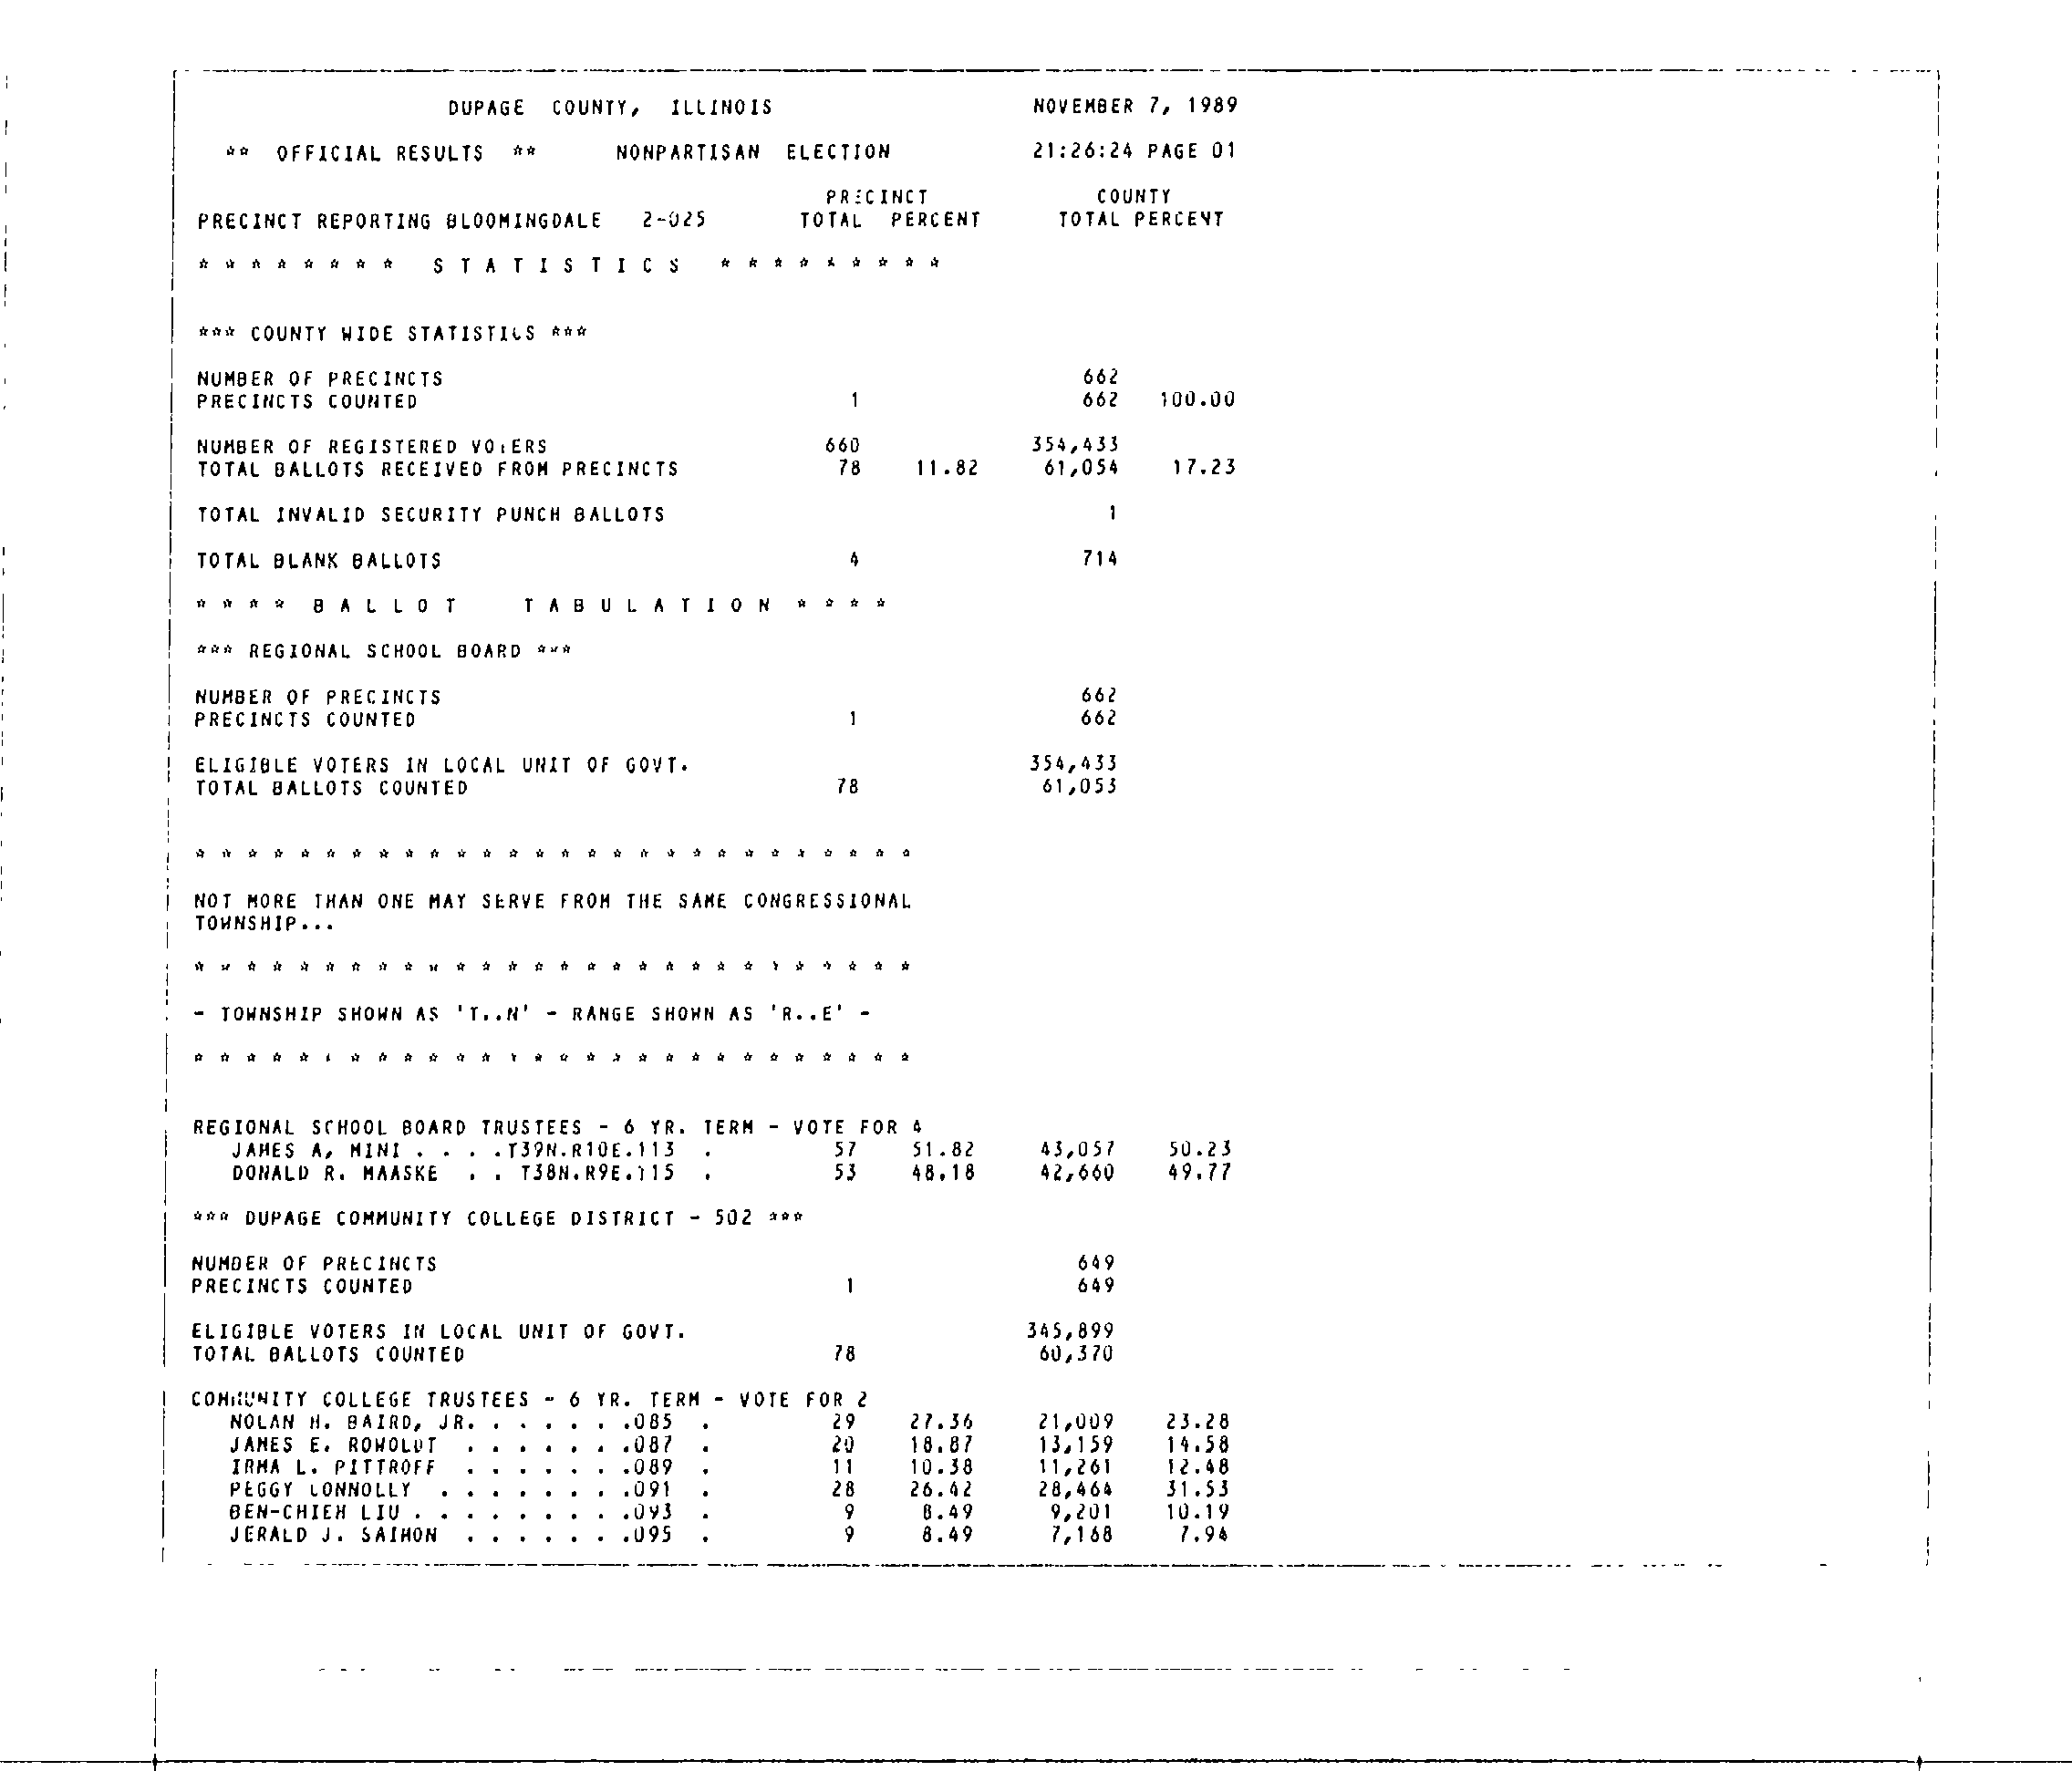 DUPAGE COUNTY, ILLINOIS NOVEMBER 7, 1989
** OFFICIAL RESULTS ** NONPARTISAN ELECTION 21:26:24 PAGE 01
PRECINCT COUNTY
PRECINCT REPORTING BLOOMINGDALE 2-025 TOTAL PERCENT TOTAL PERCENT
* * * * * * * * S T A T I S T I C S * * * * * * * * *
*** COUNTY WIDE STATISTICS ***
NUMBER OF PRECINCTS 662
PRECINCTS COUNTED 1 662 100.00
NUMBER OF REGISTERED VOTERS 660 354,433
TOTAL BALLOTS RECEIVED FROM PRECINCTS 78 11.82 61,054 17.23
TOTAL INVALID SECURITY PUNCH BALLOTS 1
TOTAL BLANK BALLOTS 4 714
* * * * B A L L O T T A B U L A T I O N * * * *
*** REGIONAL SCHOOL BOARD ***
NUMBER OF PRECINCTS 662
PRECINCTS COUNTED 1 662
ELIGIBLE VOTERS IN LOCAL UNIT OF GOVT. 354,433
TOTAL BALLOTS COUNTED 78 61,053
* * * * * * * * * * * * * * * * * * * * * * * * * * * *
NOT MORE THAN ONE MAY SERVE FROM THE SAME CONGRESSIONAL
TOWNSHIP...
* * * * * * * * * * * * * * * * * * * * * * * * * * * *
- TOWNSHIP SHOWN AS 'T..N' - RANGE SHOWN AS 'R..E' -
* * * * * * * * * * * * * * * * * * * * * * * * * * * *
REGIONAL SCHOOL BOARD TRUSTEES - 6 YR. TERM - VOTE FOR 4
JAMES A. MINI . . . .T39N.R10E.113 . 57 51.82 43,057 50.23
DONALD R. MAASKE . . T38N.R9E.115 . 53 48.18 42,660 49.77
*** DUPAGE COMMUNITY COLLEGE DISTRICT - 502 ***
NUMBER OF PRECINCTS 649
PRECINCTS COUNTED 1 649
ELIGIBLE VOTERS IN LOCAL UNIT OF GOVT. 345,899
TOTAL BALLOTS COUNTED 78 60,370
COMMUNITY COLLEGE TRUSTEES - 6 YR. TERM - VOTE FOR 2
NOLAN H. BAIRD, JR. . . . . . .085 . 29 27.36 21,009 23.28
JAMES E. ROWOLDT . . . . . . .087 . 20 18.87 13,159 14.58
IRMA L. PITTROFF . . . . . . .089 . 11 10.38 11,261 12.48
PEGGY CONNOLLY . . . . . . . .091 . 28 26.42 28,464 31.53
BEN-CHIEH LIU . . . . . . . . .093 . 9 8.49 9,201 10.19
JERALD J. SAIMON . . . . . . .095 . 9 8.49 7,168 7.94